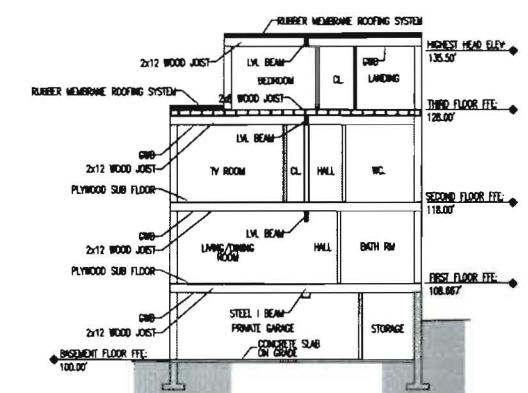 RUBBER MEMBRANE ROOFING SYSTEM
HIGHEST HEAD ELEV:
135.50'
2x12 WOOD JOIST
LVL BEAM
GWB
BEDROOM
CL
LANDING
RUBBER MEMBRANE ROOFING SYSTEM
2x6 WOOD JOIST
THIRD FLOOR FFE:
126.00'
LVL BEAM
GWB
2x12 WOOD JOIST
TV ROOM
CL
HALL
WC.
PLYWOOD SUB FLOOR
SECOND FLOOR FFE:
118.00'
GWB
LVL BEAM
2x12 WOOD JOIST
LIVING/DINING
ROOM
HALL
BATH RM
PLYWOOD SUB FLOOR
FIRST FLOOR FFE:
108.667'
GWB
STEEL I BEAM
2x12 WOOD JOIST
PRIVATE GARAGE
STORAGE
CONCRETE SLAB
ON GRADE
BASEMENT FLOOR FFE:
100.00'